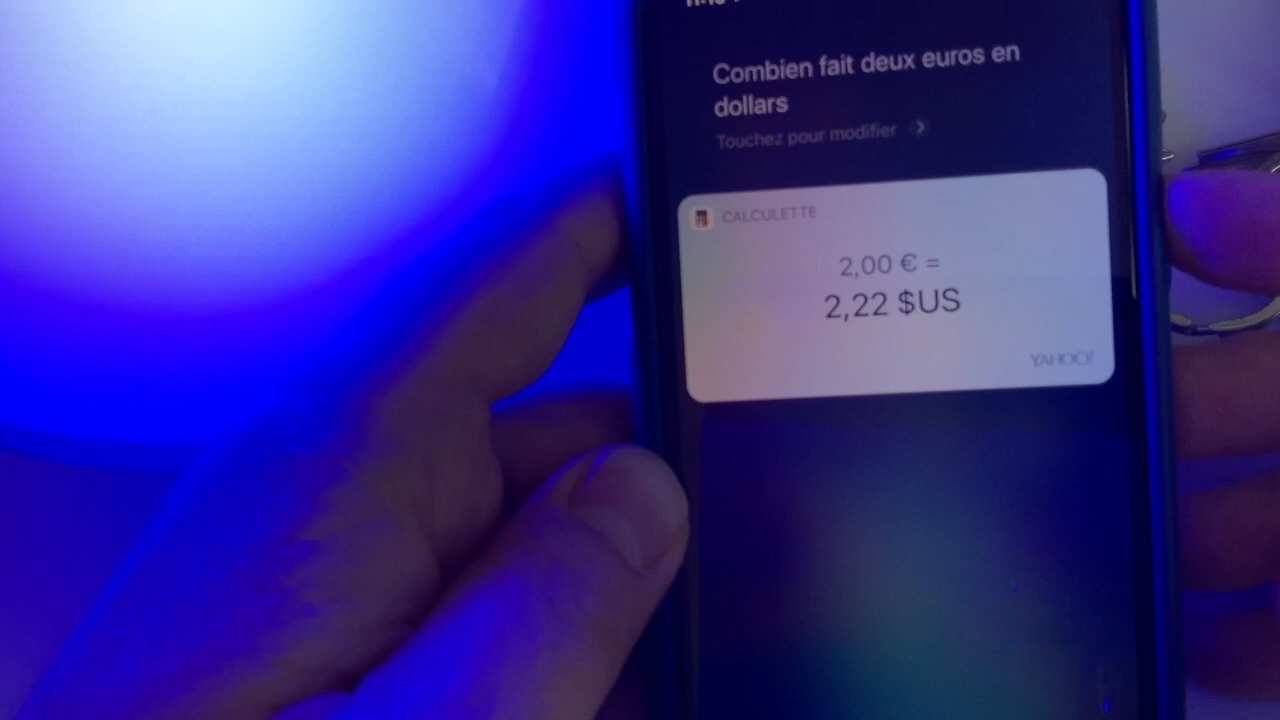 Combien fait deux euros en
dollars
Touchez pour modifier
CALCULETTE
2,00 € =
2,22 $US
YAHOO!